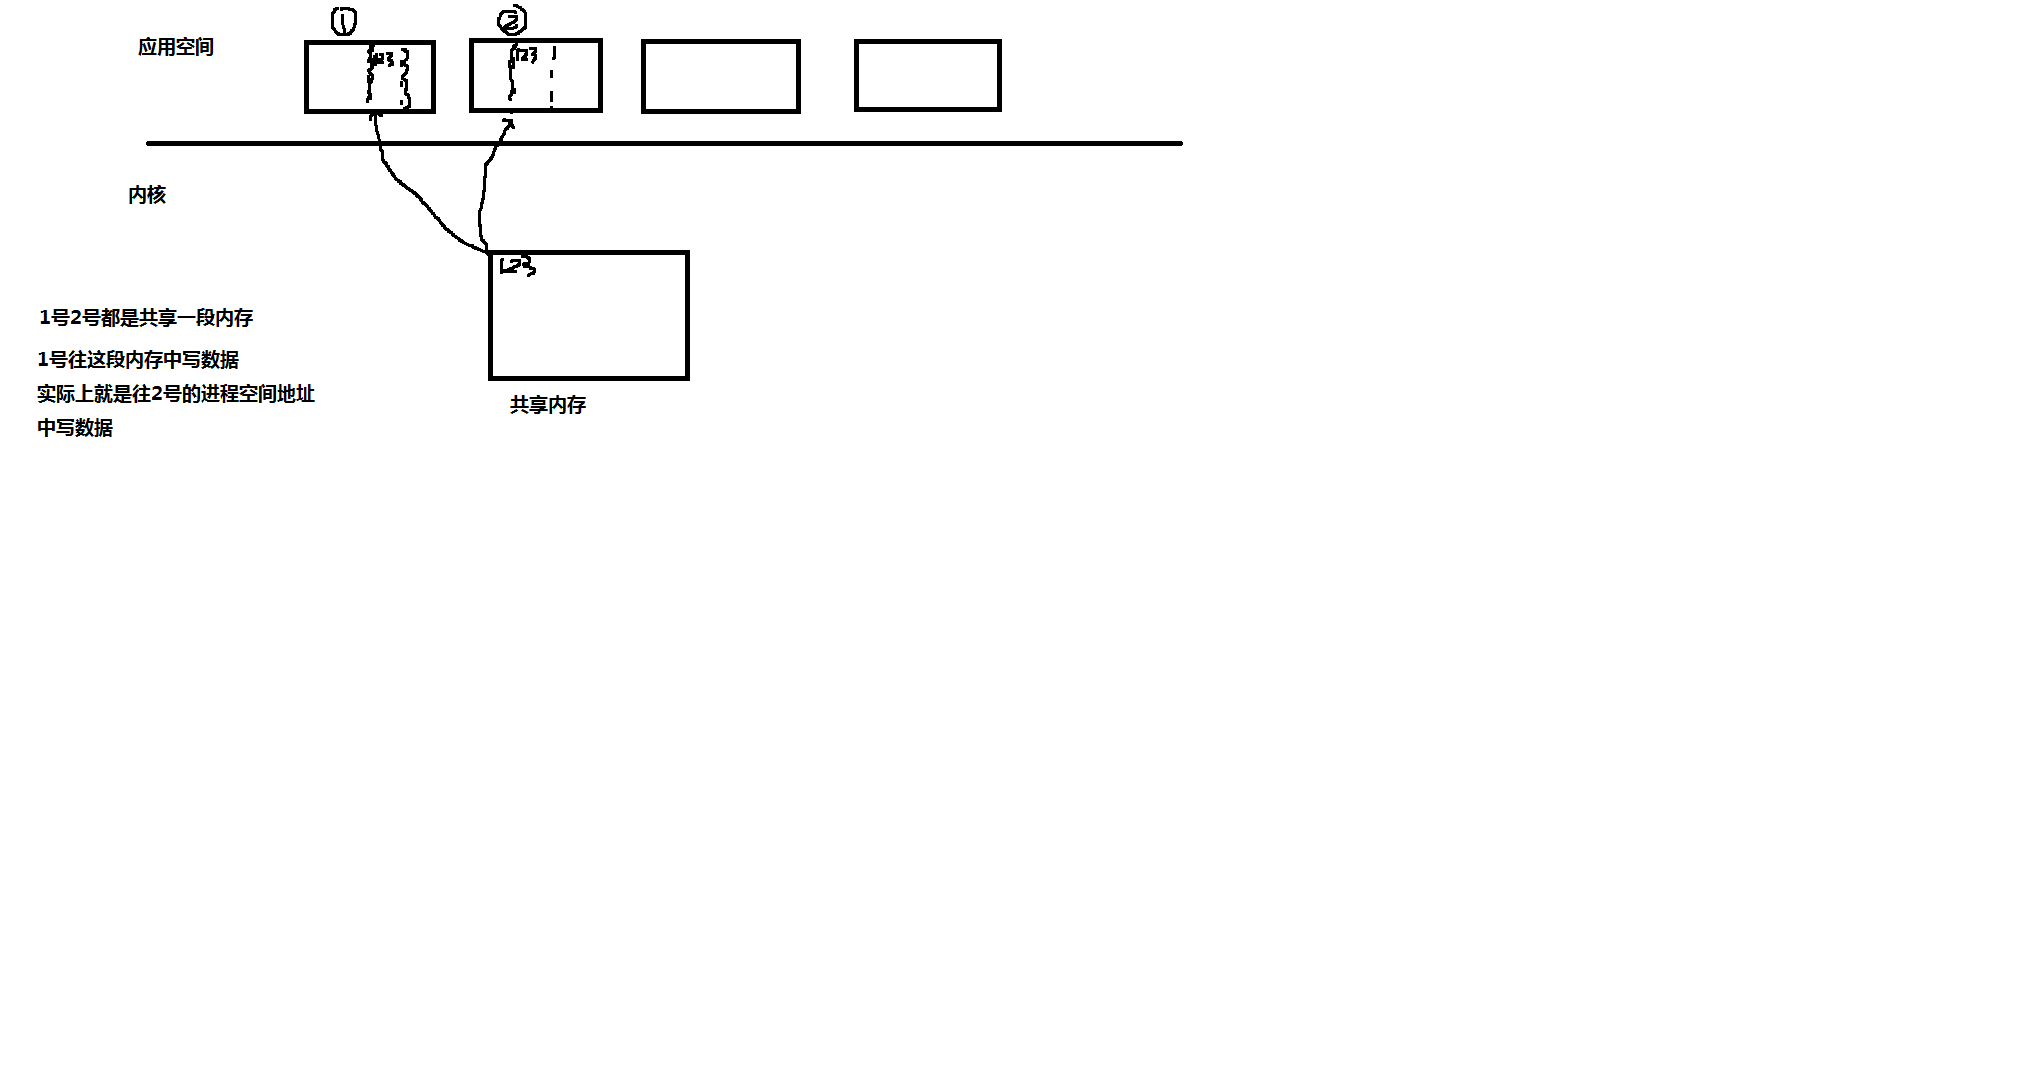 ① ②
应用空间
123 123
内核
123
1号2号都是共享一段内存
1号往这段内存中写数据
实际上就是往2号的进程空间地址
中写数据
共享内存